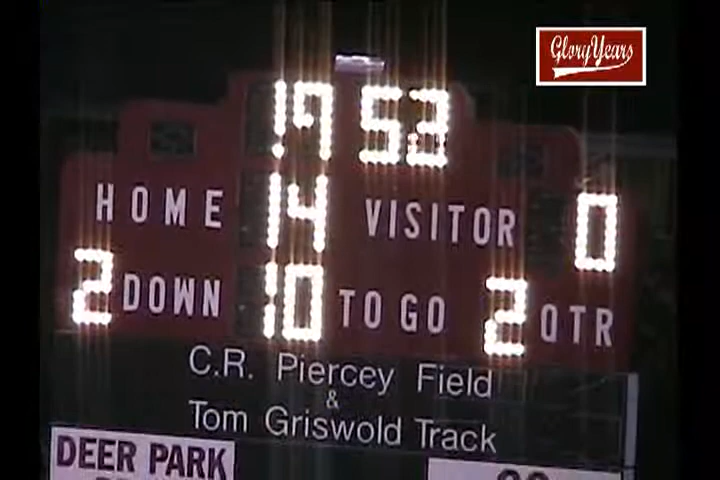 19 53
HOME 14 VISITOR 0
2 DOWN 10 TO GO 2 QTR
C.R. Piercey Field
&
Tom Griswold Track
DEER PARK
Glory Years